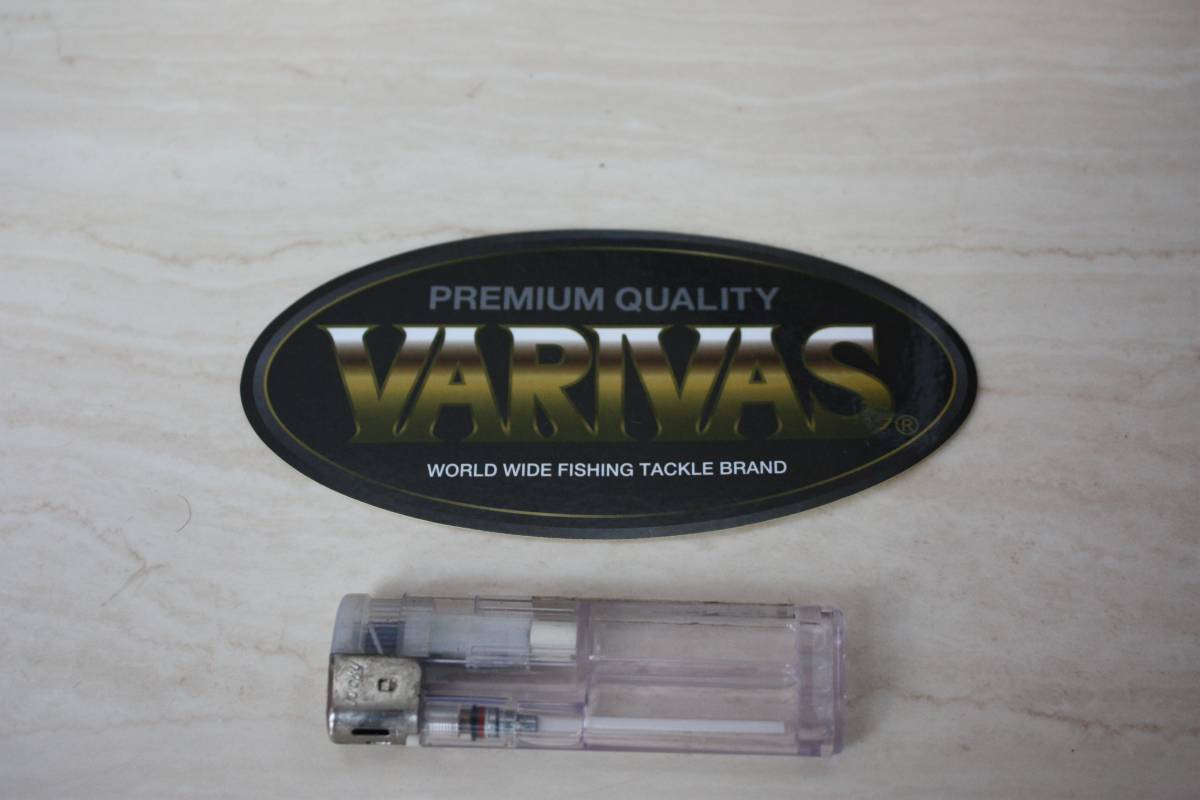 PREMIUM QUALITY
VARIVAS®
WORLD WIDE FISHING TACKLE BRAND